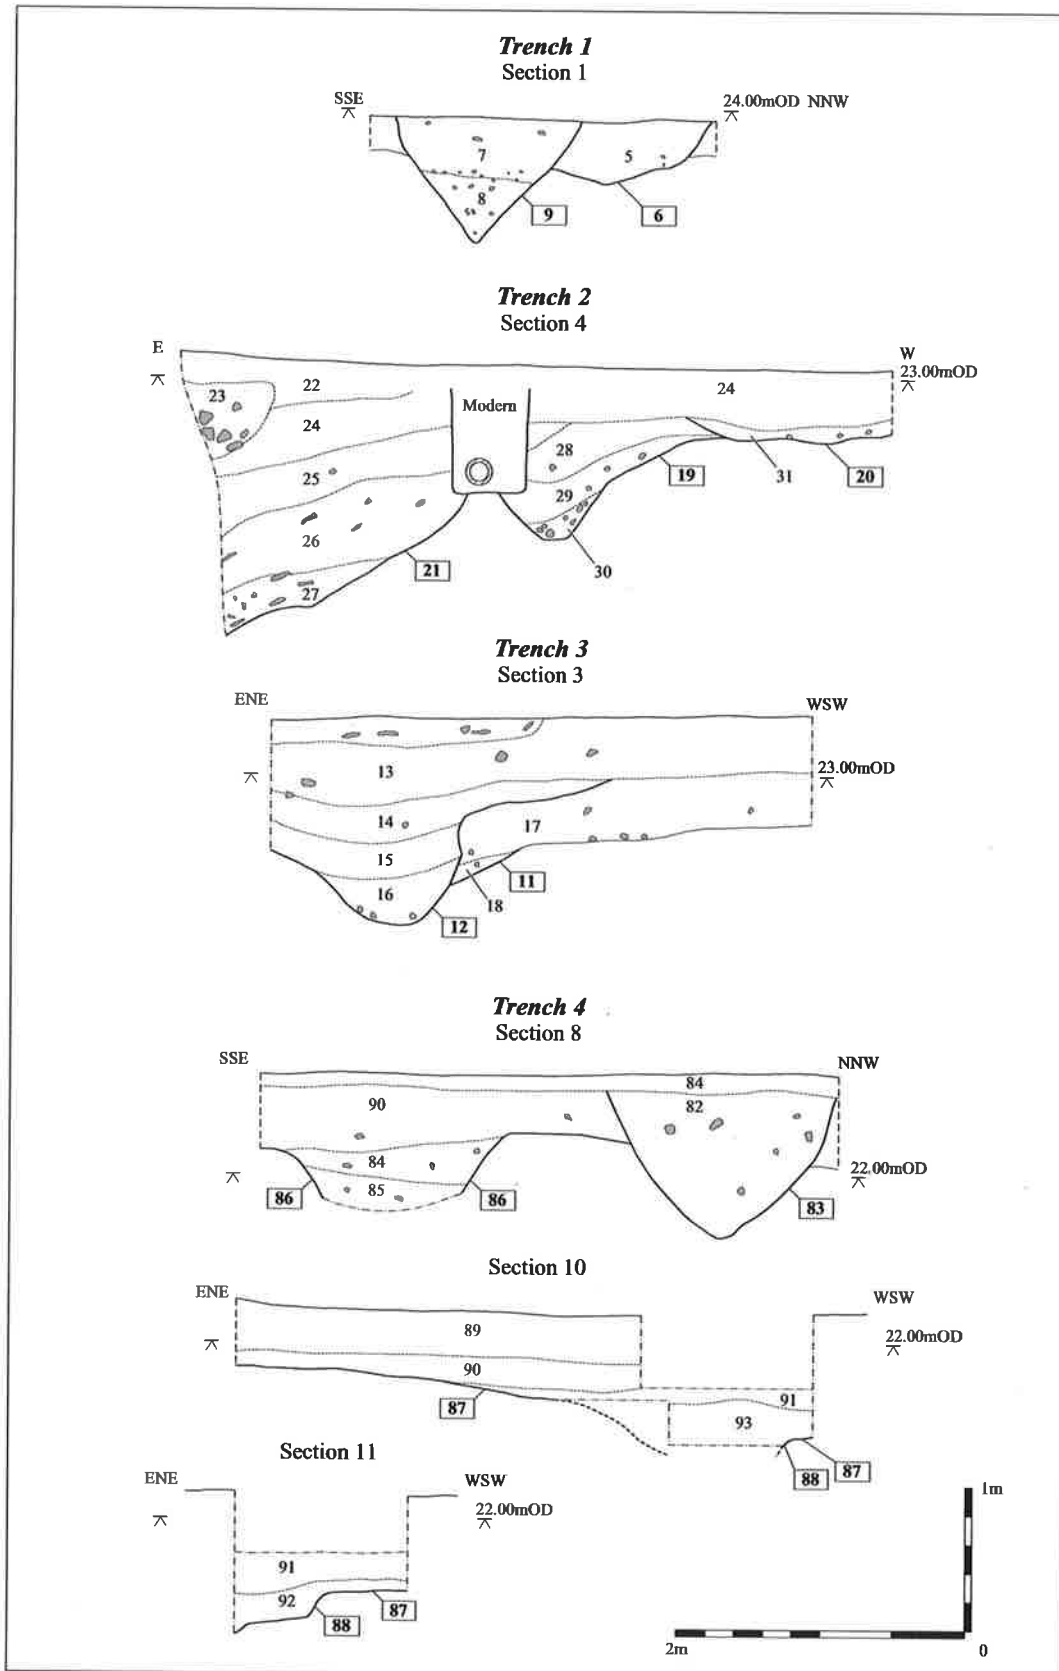 Trench 1
Section 1
SSE
24.00mOD NNW
7
5
8
9
6
Trench 2
Section 4
E
W
23.00mOD
23
22
24
Modern
24
28
25
19
31
20
29
26
21
30
27
Trench 3
Section 3
ENE
WSW
13
23.00mOD
14
17
15
11
16
18
12
Trench 4
Section 8
SSE
NNW
84
90
82
84
22.00mOD
86
85
86
83
Section 10
ENE
WSW
89
22.00mOD
90
87
91
93
88
87
Section 11
ENE
WSW
22.00mOD
91
92
88
87
1m
2m
0